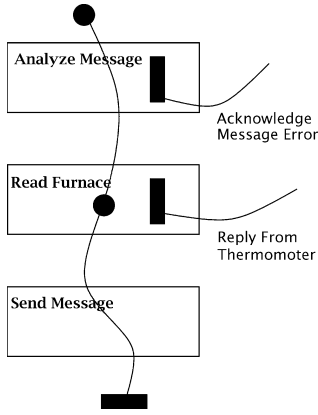 Analyze Message
Acknowledge
Message Error
Read Furnace
Reply From
Thermomoter
Send Message